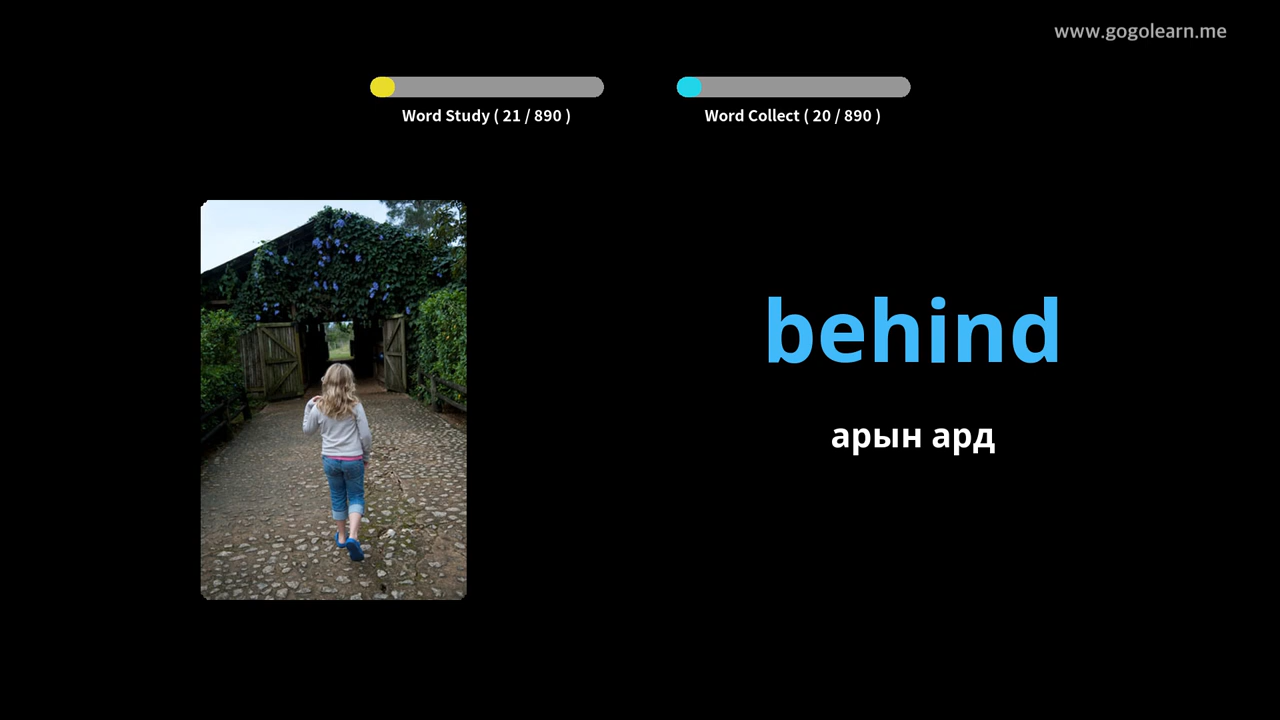 www.gogolearn.me
Word Study ( 21 / 890 )
Word Collect ( 20 / 890 )
behind
арын ард